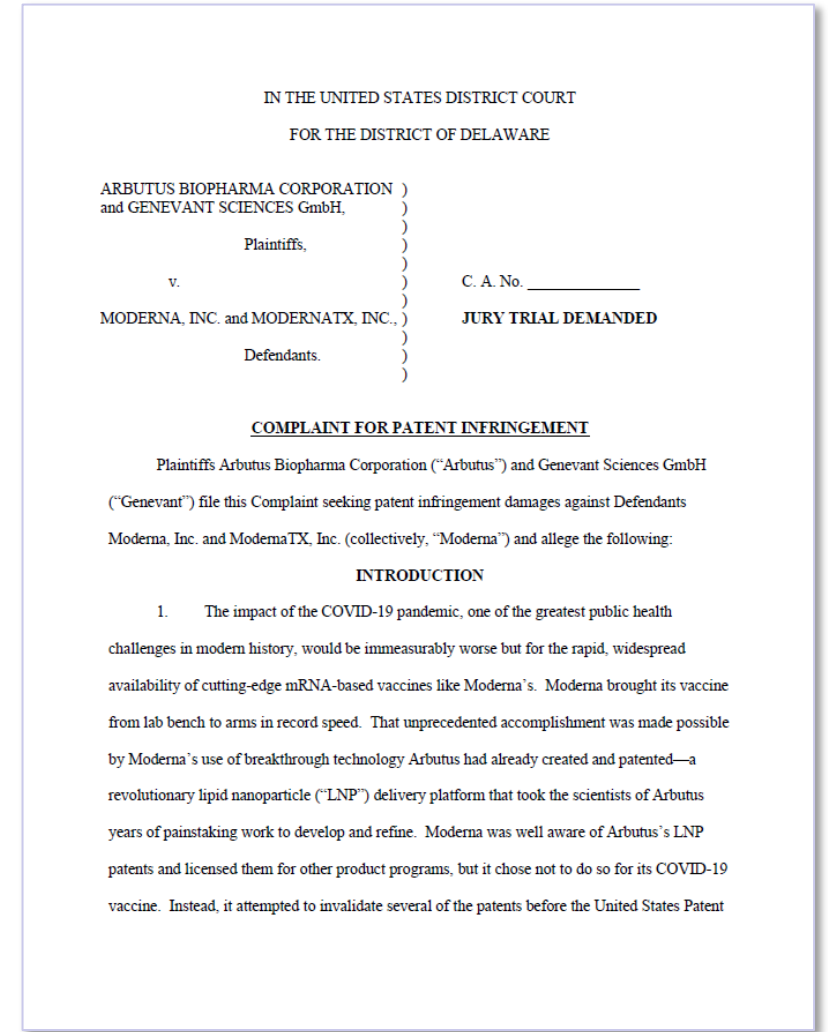 IN THE UNITED STATES DISTRICT COURT
FOR THE DISTRICT OF DELAWARE
ARBUTUS BIOPHARMA CORPORATION )
and GENEVANT SCIENCES GmbH, )
)
Plaintiffs, )
)
v. ) C. A. No. ______________
)
MODERNA, INC. and MODERNATX, INC., ) JURY TRIAL DEMANDED
)
Defendants. )
)
COMPLAINT FOR PATENT INFRINGEMENT
Plaintiffs Arbutus Biopharma Corporation (“Arbutus”) and Genevant Sciences GmbH
(“Genevant”) file this Complaint seeking patent infringement damages against Defendants
Moderna, Inc. and ModernaTX, Inc. (collectively, “Moderna”) and allege the following:
INTRODUCTION
1. The impact of the COVID-19 pandemic, one of the greatest public health
challenges in modern history, would be immeasurably worse but for the rapid, widespread
availability of cutting-edge mRNA-based vaccines like Moderna’s. Moderna brought its vaccine
from lab bench to arms in record speed. That unprecedented accomplishment was made possible
by Moderna’s use of breakthrough technology Arbutus had already created and patented—a
revolutionary lipid nanoparticle (“LNP”) delivery platform that took the scientists of Arbutus
years of painstaking work to develop and refine. Moderna was well aware of Arbutus’s LNP
patents and licensed them for other product programs, but it chose not to do so for its COVID-19
vaccine. Instead, it attempted to invalidate several of the patents before the United States Patent